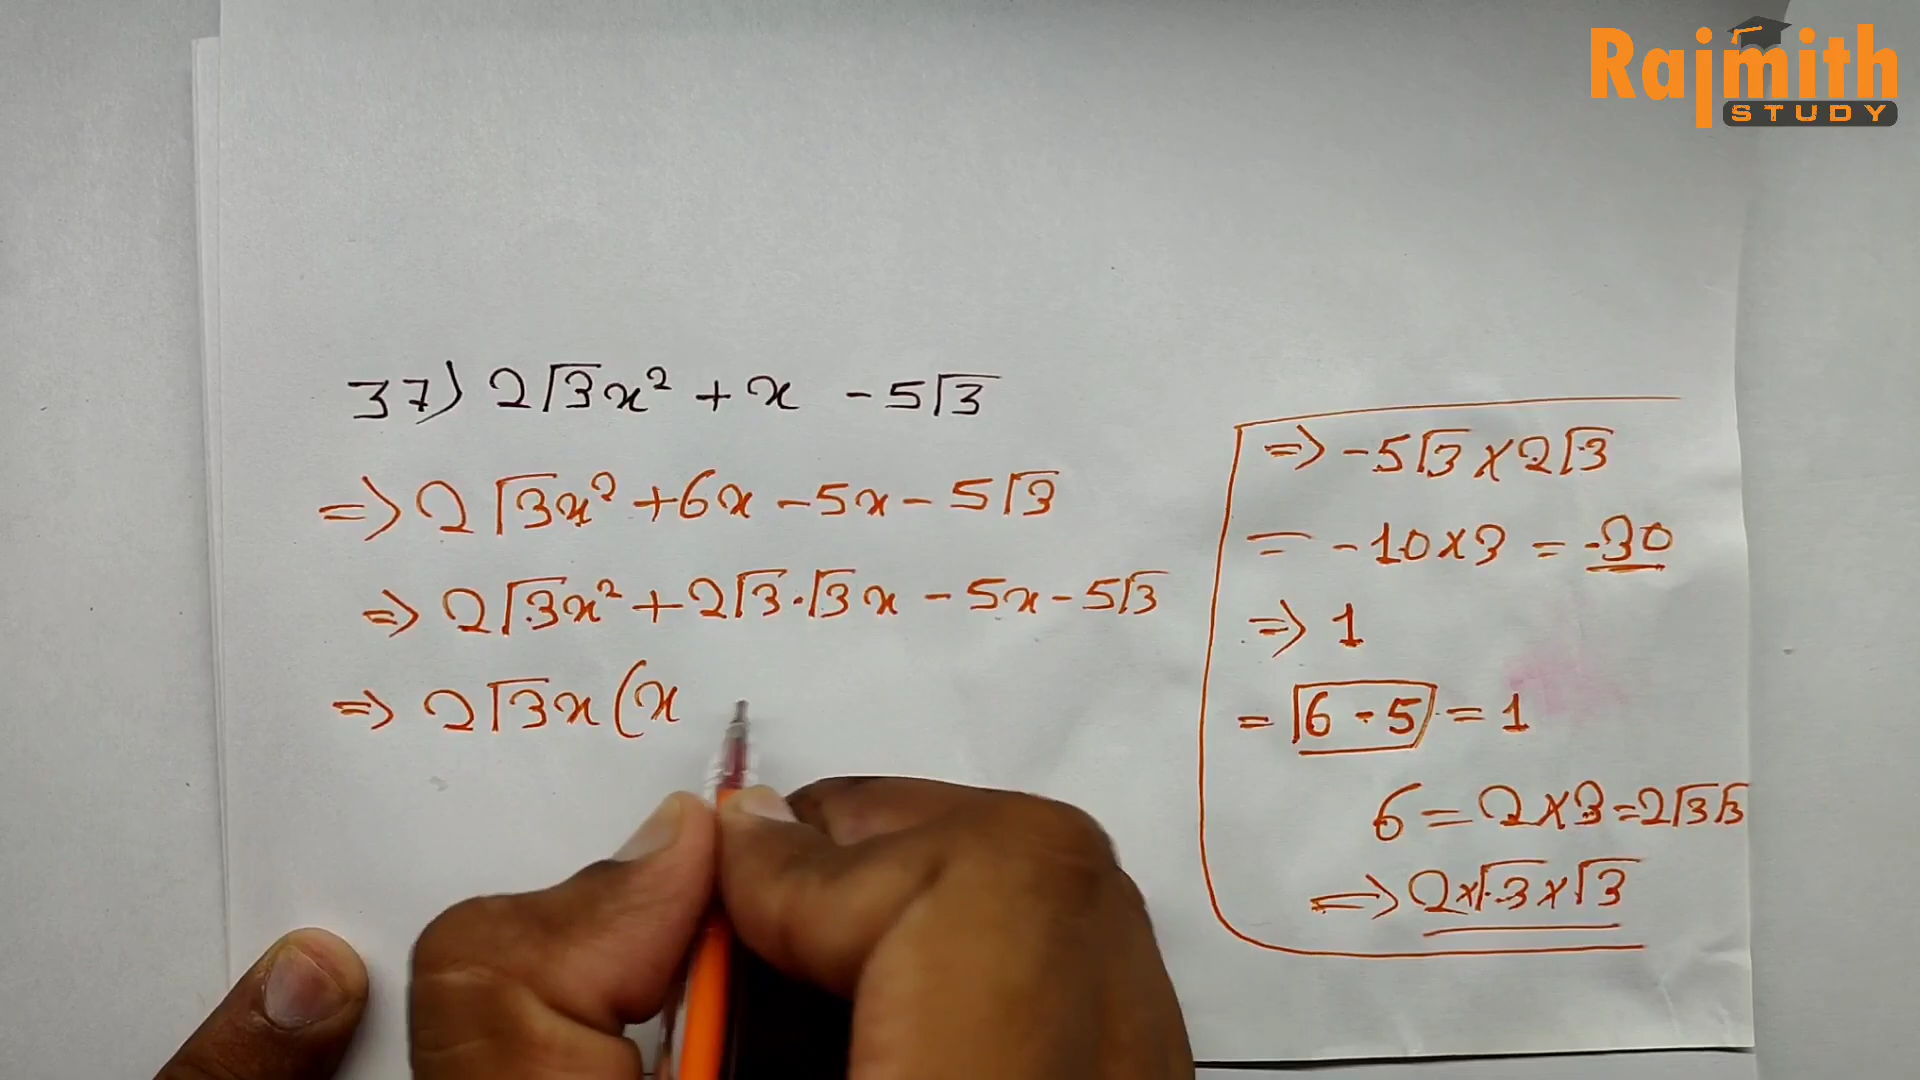 Rajmith
STUDY
37) 2√3x² + x - 5√3
=> 2√3x² + 6x - 5x - 5√3
=> 2√3x² + 2√3·√3x - 5x - 5√3
=> 2√3x (x
=> -5√3 × 2√3
= -10×3 = -30
=> 1
= 6 - 5 = 1
6 = 2×3 = 2√3√3
=> 2×√3×√3